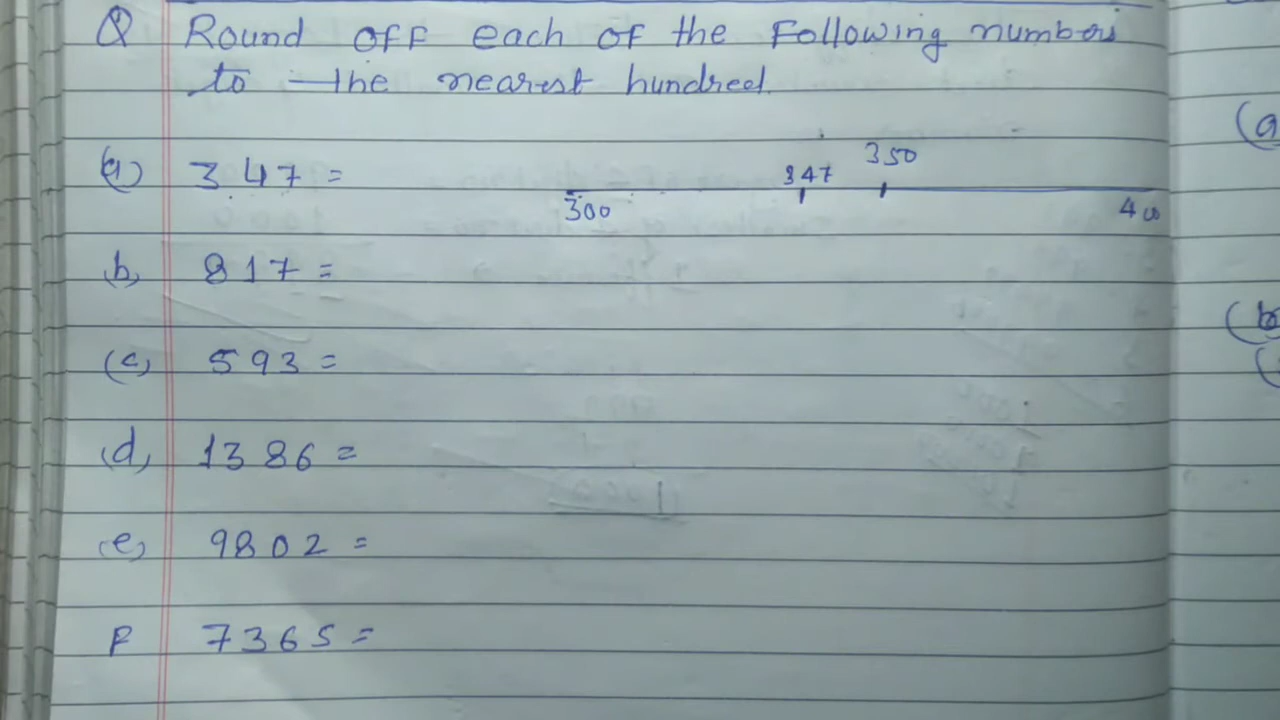 Q Round off each of the Following numbers
to the nearest hundred.
(a) 347 =
350
347
300
400
(b) 817 =
(c) 593 =
(d) 1386 =
(e) 9802 =
F 7365 =
(a
(b
(